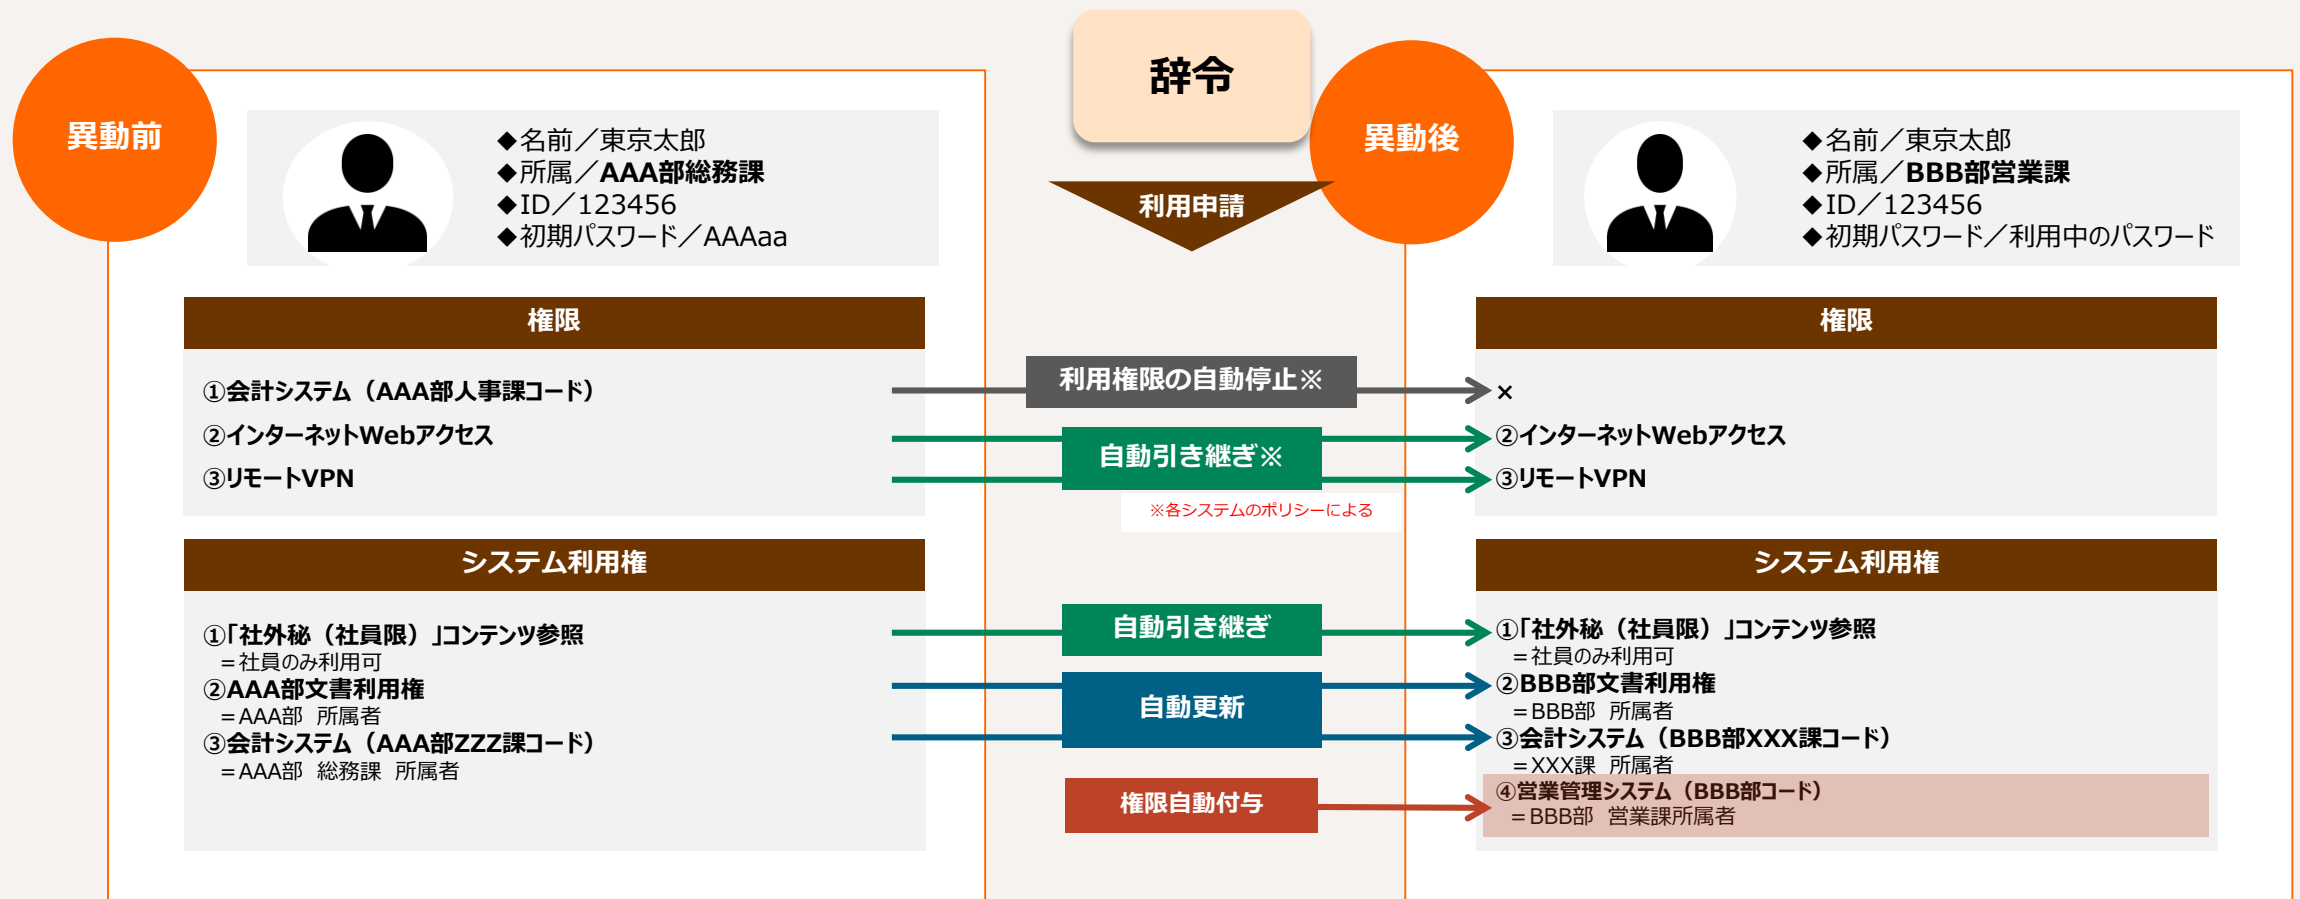 辞令
利用申請
異動前
◆名前／東京太郎
◆所属／AAA部総務課
◆ID／123456
◆初期パスワード／AAAaa
権限
①会計システム（AAA部人事課コード）
②インターネットWebアクセス
③リモートVPN
システム利用権
①「社外秘（社員限）」コンテンツ参照
＝社員のみ利用可
②AAA部文書利用権
＝AAA部 所属者
③会計システム（AAA部ZZZ課コード）
＝AAA部 総務課 所属者
利用権限の自動停止※
自動引き継ぎ※
※各システムのポリシーによる
自動引き継ぎ
自動更新
権限自動付与
異動後
◆名前／東京太郎
◆所属／BBB部営業課
◆ID／123456
◆初期パスワード／利用中のパスワード
権限
×
②インターネットWebアクセス
③リモートVPN
システム利用権
①「社外秘（社員限）」コンテンツ参照
＝社員のみ利用可
②BBB部文書利用権
＝BBB部 所属者
③会計システム（BBB部XXX課コード）
＝XXX課 所属者
④営業管理システム（BBB部コード）
＝BBB部 営業課所属者